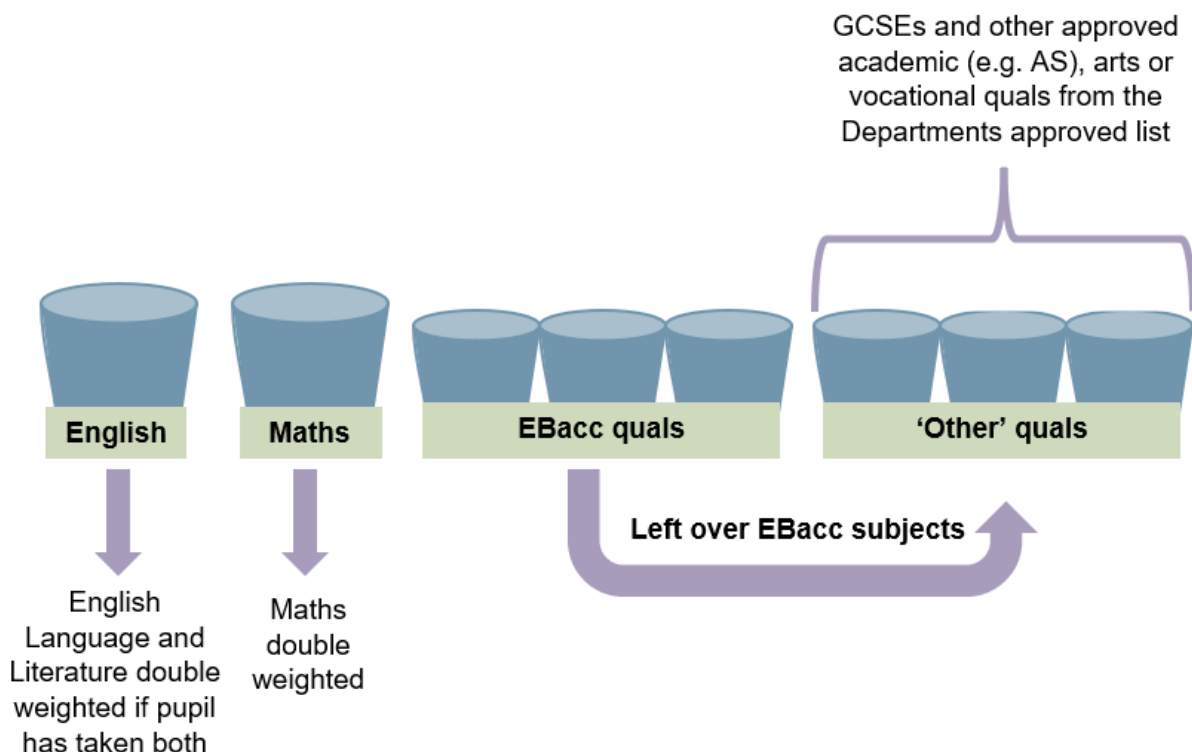 GCSEs and other approved
academic (e.g. AS), arts or
vocational quals from the
Departments approved list
English
Maths
EBacc quals
‘Other’ quals
Left over EBacc subjects
English
Language and
Literature double
weighted if pupil
has taken both
Maths
double
weighted